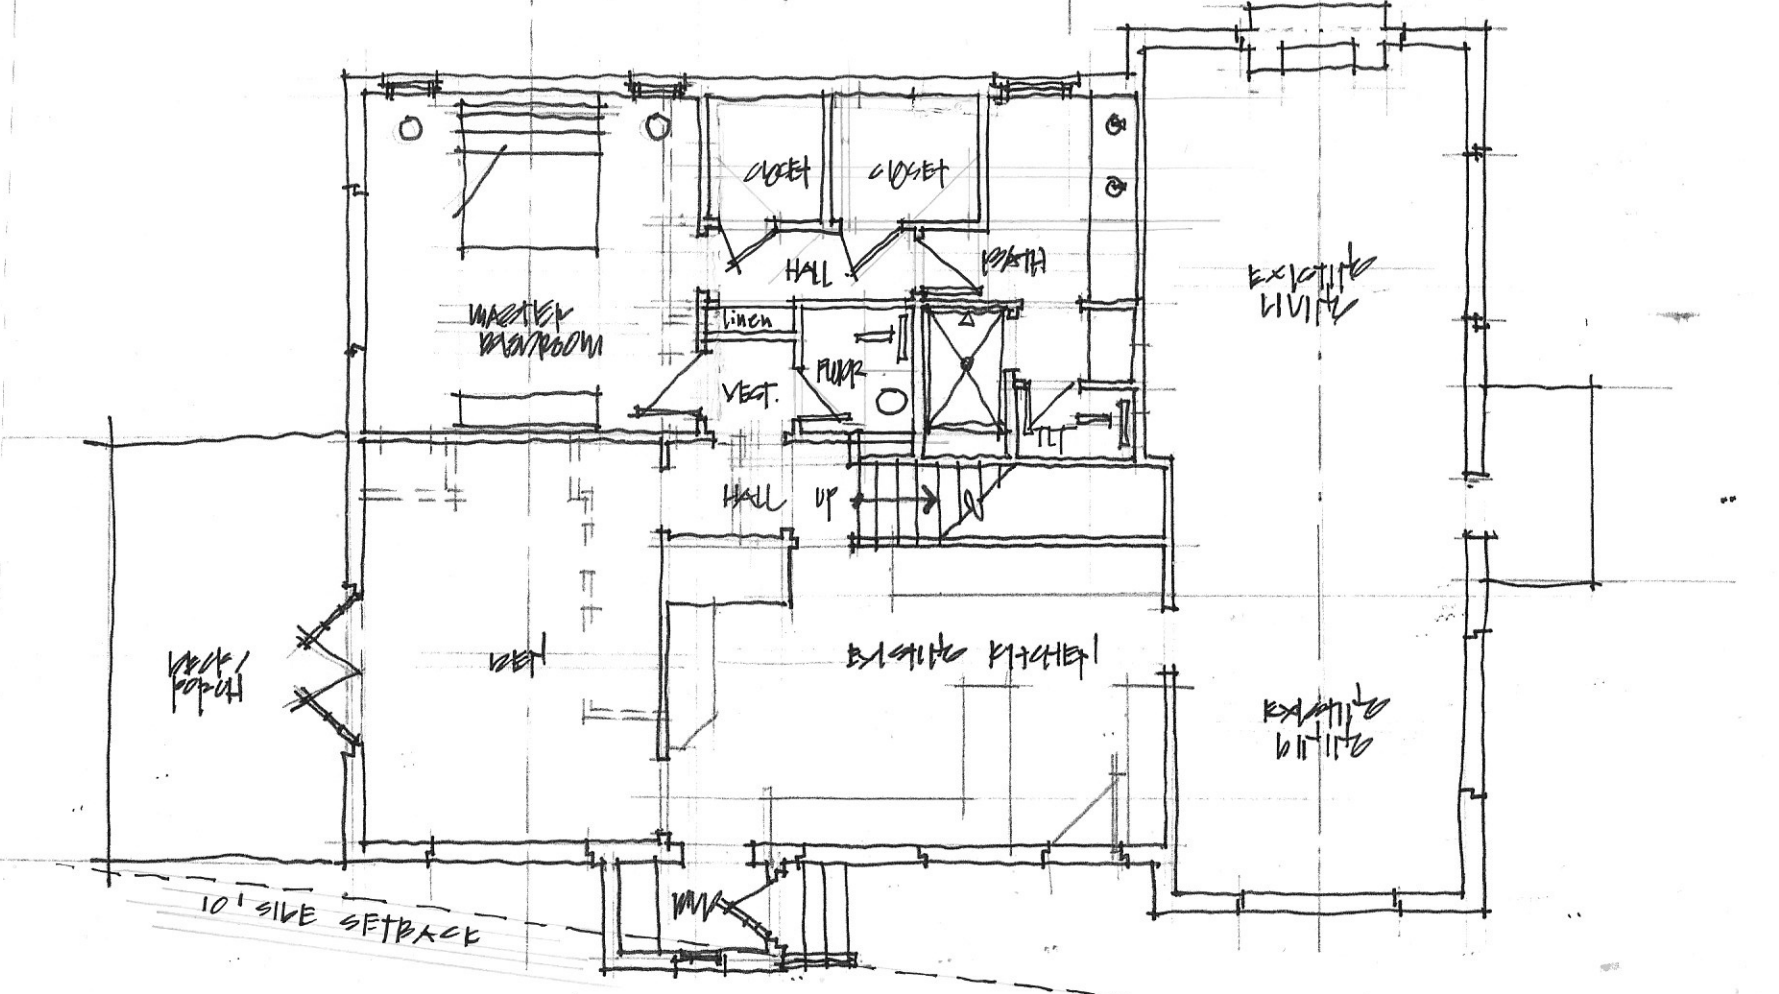 CLOSET
CLOSET
HALL
BATH
EXISTING
LIVING
MASTER
BEDROOM
linen
VEST.
PWDR
TLT
HALL
UP
DECK/
PORCH
DEN
EXISTING KITCHEN
EXISTING
DINING
10' SIDE SETBACK